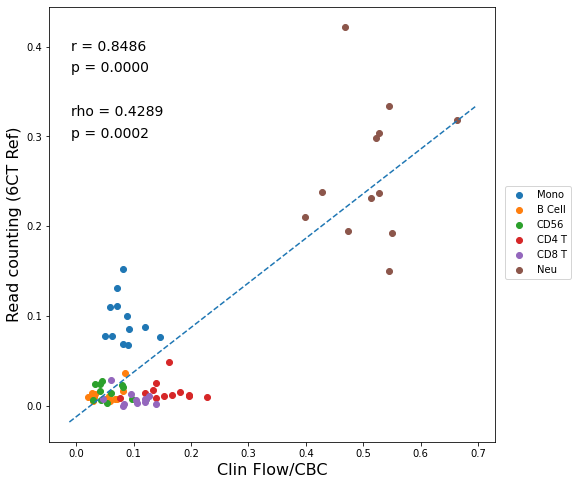 r = 0.8486
p = 0.0000
rho = 0.4289
p = 0.0002
Read counting (6CT Ref)
0.4
0.3
0.2
0.1
0.0
0.0 0.1 0.2 0.3 0.4 0.5 0.6 0.7
Clin Flow/CBC
Mono
B Cell
CD56
CD4 T
CD8 T
Neu